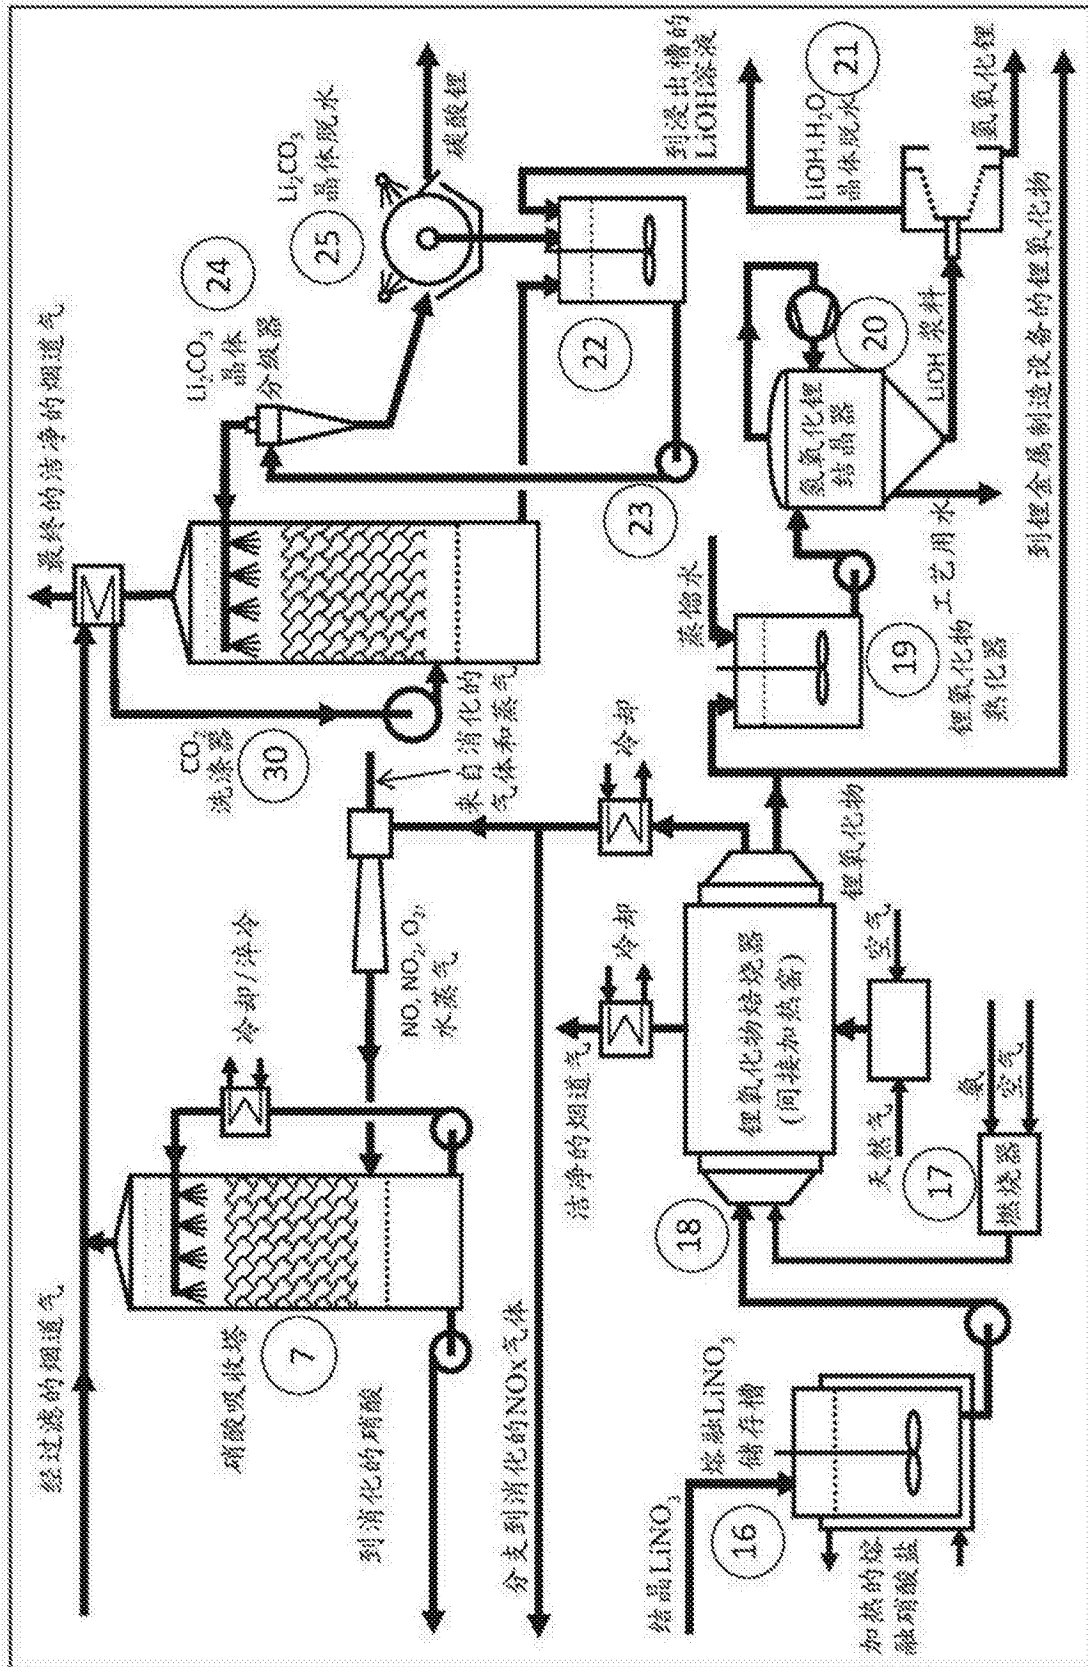 经过滤的烟道气
最终的洁净的烟道气
硝酸吸收塔
7
冷却/淬冷
CO₂
洗涤器
30
Li₂CO₃
晶体
分级器
24
Li₂CO₃
晶体脱水
25
碳酸锂
到消化的硝酸
NO, NO₂, O₂,
水蒸气
来自消化的
气体和蒸气
23
22
到浸出槽的
LiOH溶液
分支到消化的NOx气体
洁净的烟道气
冷却
冷却
蒸馏水
结晶LiNO₃
16
熔融LiNO₃
储存槽
加热的熔
融硝酸盐
18
锂氧化物焙烧器
(间接加热窑)
锂氧化物
天然气
空气
17
燃烧器
氨
空气
19
锂氧化物
熟化器
工艺用水
氢氧化锂
结晶器
20
LiOH 浆料
LiOH.H₂O
晶体脱水
21
氢氧化锂
到锂金属制造设备的锂氧化物